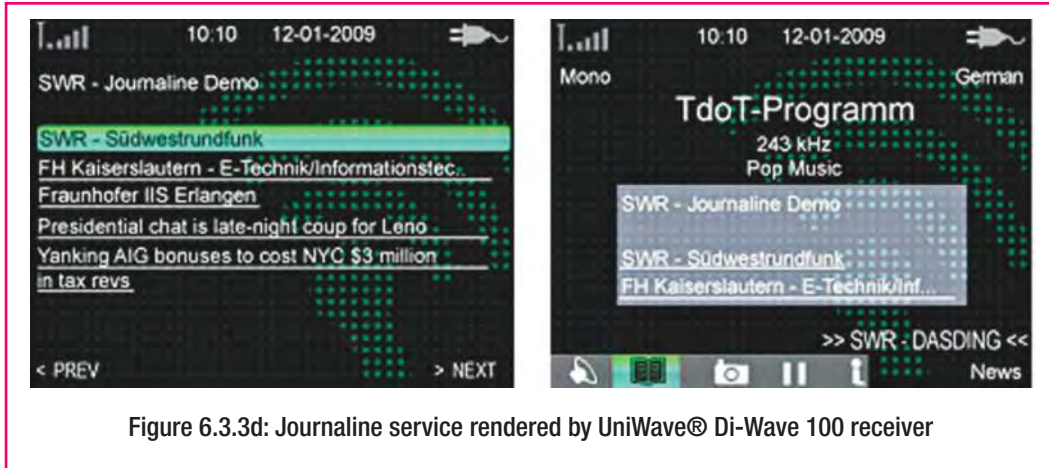 10:10 12-01-2009
SWR - Journaline Demo
SWR - Südwestrundfunk
FH Kaiserslautern - E-Technik/Informationstec..
Fraunhofer IIS Erlangen
Presidential chat is late-night coup for Leno
Yanking AIG bonuses to cost NYC $3 million
in tax revs
< PREV > NEXT
10:10 12-01-2009
Mono German
TdoT-Programm
243 kHz
Pop Music
SWR - Journaline Demo
SWR - Südwestrundfunk
FH Kaiserslautern - E-Technik/Inf...
>> SWR - DASDING <<
News
Figure 6.3.3d: Journaline service rendered by UniWave® Di-Wave 100 receiver